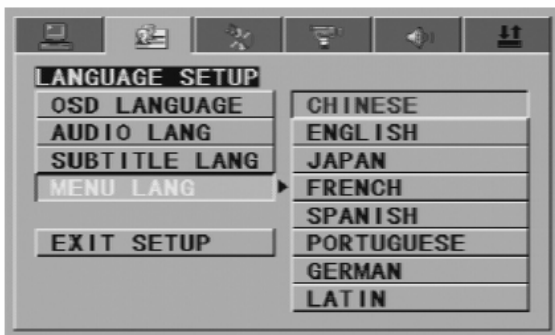 LANGUAGE SETUP
OSD LANGUAGE
AUDIO LANG
SUBTITLE LANG
MENU LANG
EXIT SETUP
CHINESE
ENGLISH
JAPAN
FRENCH
SPANISH
PORTUGUESE
GERMAN
LATIN